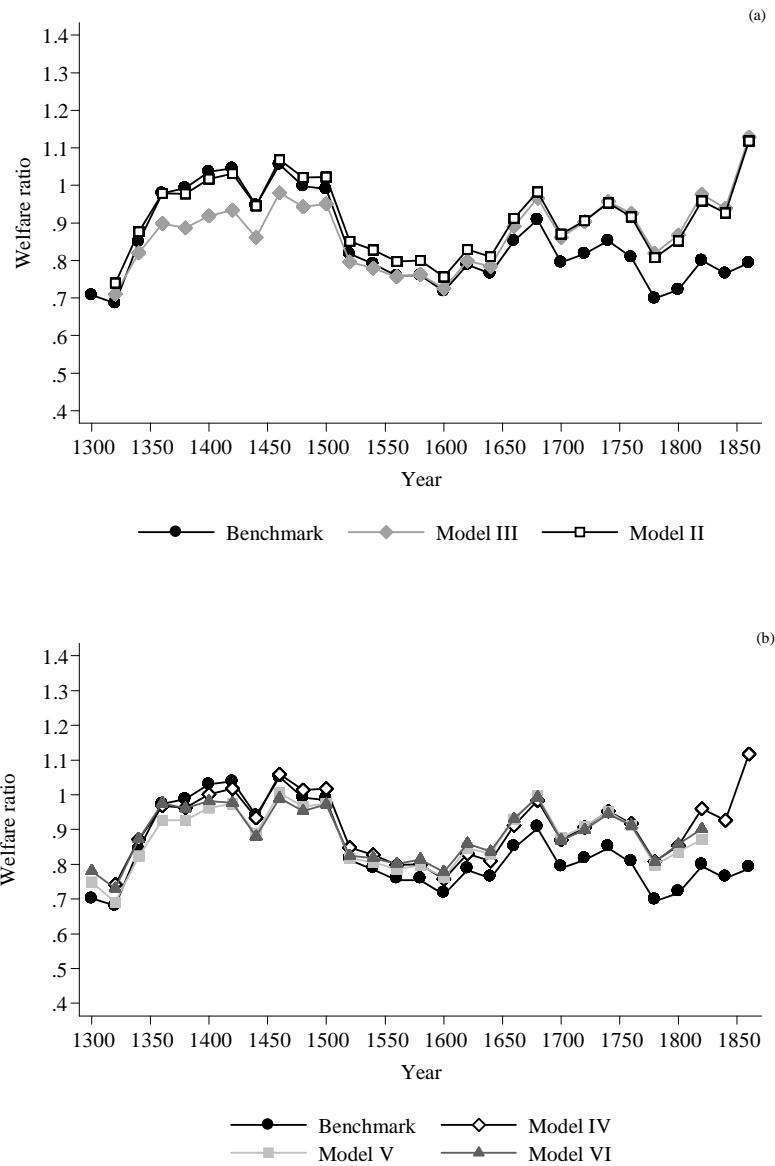 (a)
1.4
1.3
1.2
1.1
1
.9
.8
.7
.6
.5
.4
Welfare ratio
1300 1350 1400 1450 1500 1550 1600 1650 1700 1750 1800 1850
Year
Benchmark Model III Model II
(b)
1.4
1.3
1.2
1.1
1
.9
.8
.7
.6
.5
.4
Welfare ratio
1300 1350 1400 1450 1500 1550 1600 1650 1700 1750 1800 1850
Year
Benchmark Model IV
Model V Model VI